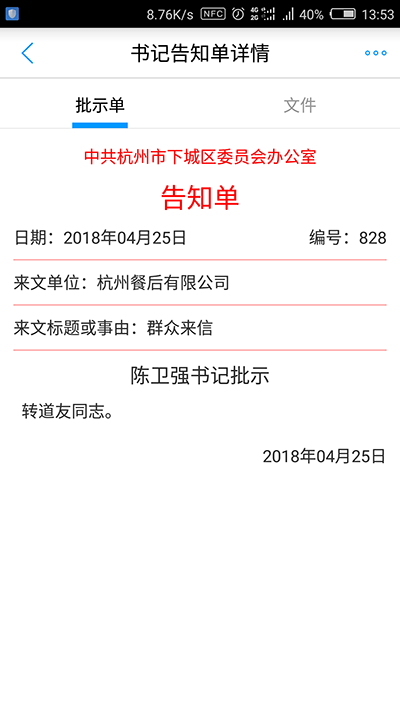 8.76K/s NFC 4G 2G 40% 13:53
书记告知单详情
批示单 文件
中共杭州市下城区委员会办公室
告知单
日期：2018年04月25日 编号：828
来文单位：杭州餐后有限公司
来文标题或事由：群众来信
陈卫强书记批示
转道友同志。
2018年04月25日